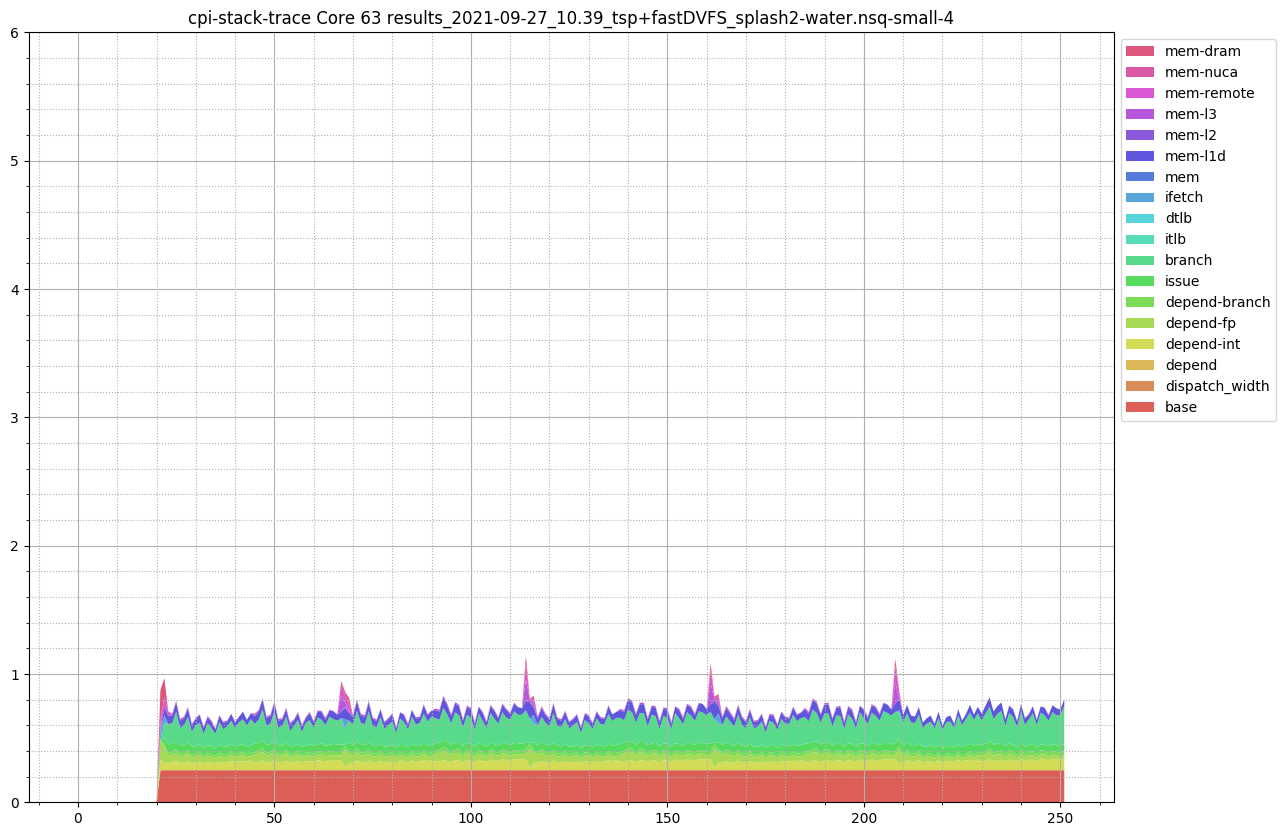 cpi-stack-trace Core 63 results_2021-09-27_10.39_tsp+fastDVFS_splash2-water.nsq-small-4
6
5
4
3
2
1
0
0 50 100 150 200 250
mem-dram
mem-nuca
mem-remote
mem-l3
mem-l2
mem-l1d
mem
ifetch
dtlb
itlb
branch
issue
depend-branch
depend-fp
depend-int
depend
dispatch_width
base